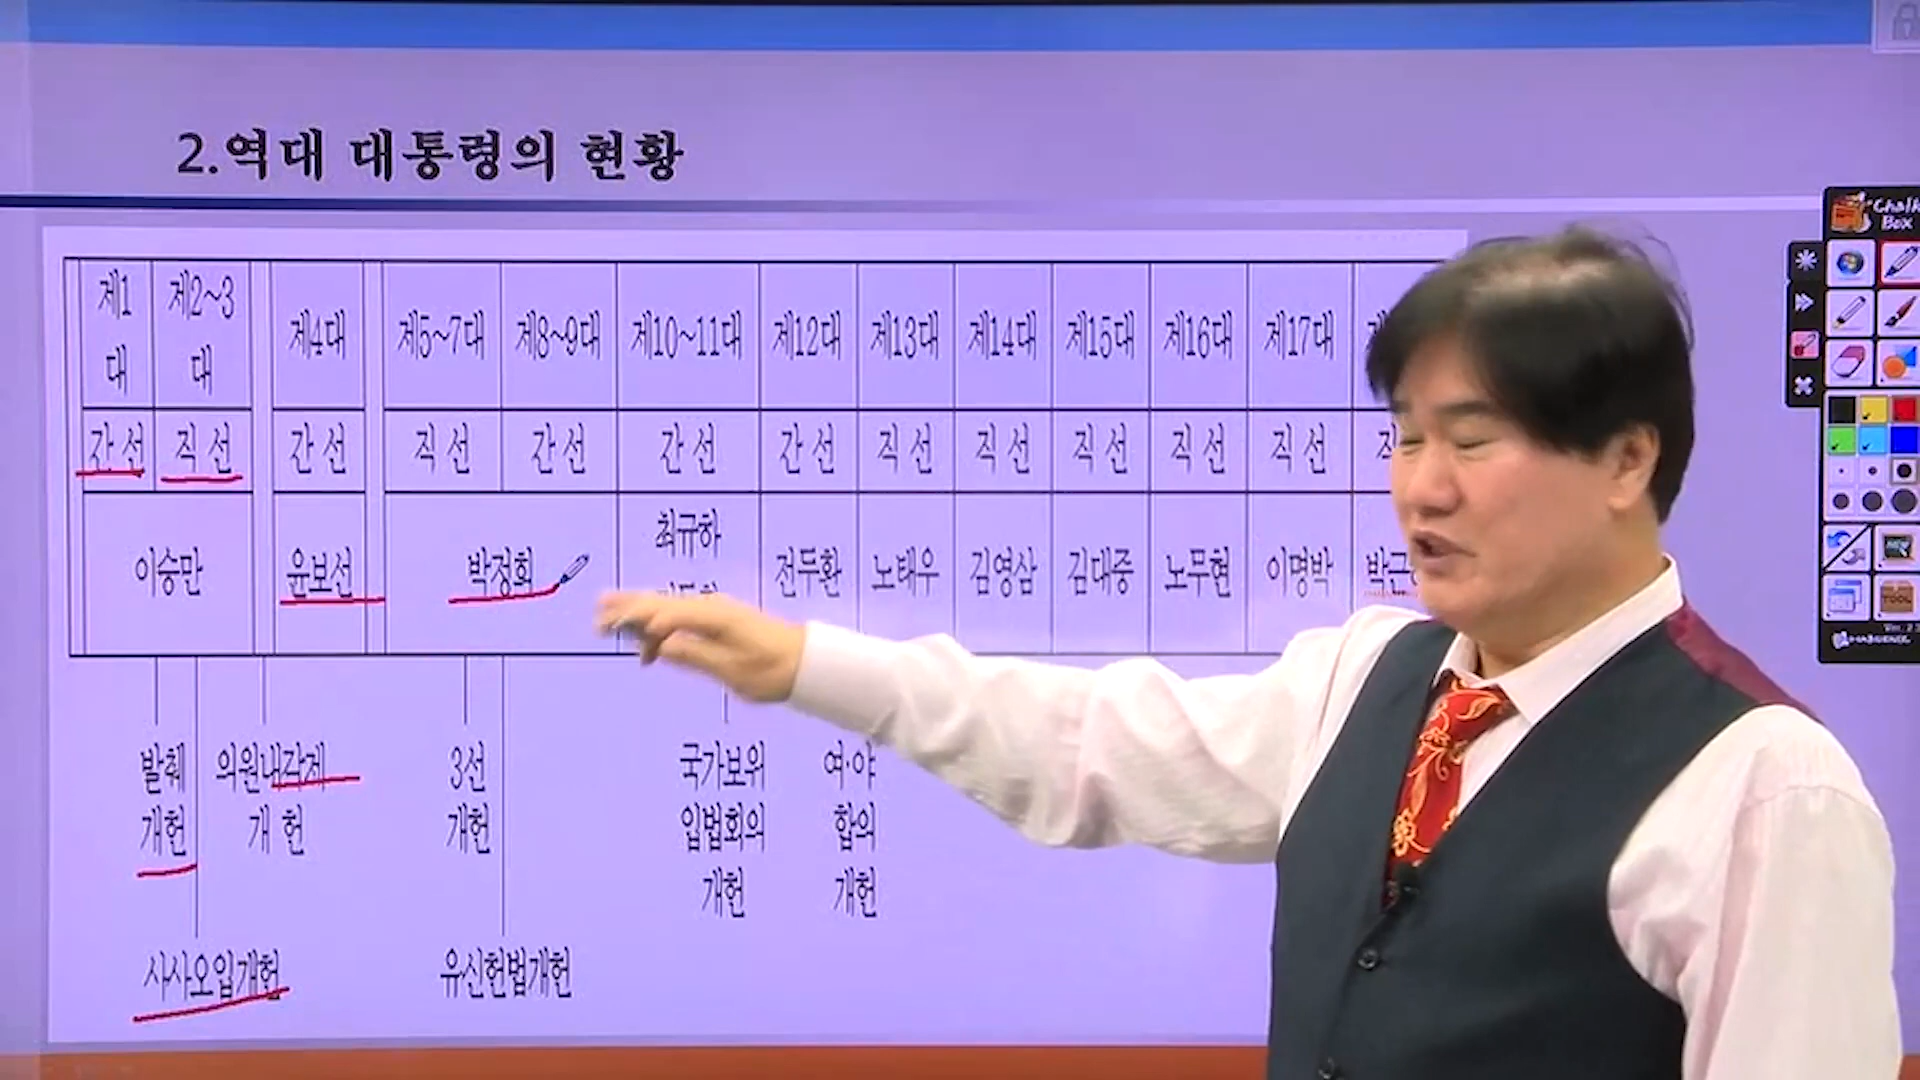 2.역대 대통령의 현황
제1대 제2~3대 제4대 제5~7대 제8~9대 제10~11대 제12대 제13대 제14대 제15대 제16대 제17대
간 선 직 선 간 선 직 선 간 선 간 선 간 선 직 선 직 선 직 선 직 선 직 선
이승만 윤보선 박정희 최규하 전두환 노태우 김영삼 김대중 노무현 이명박
발췌 의원내각제 3선 국가보위 여·야
개헌 개 헌 개헌 입법회의 합의
개헌 개헌
사사오입개헌 유신헌법개헌
Chalk
Box
TOOL